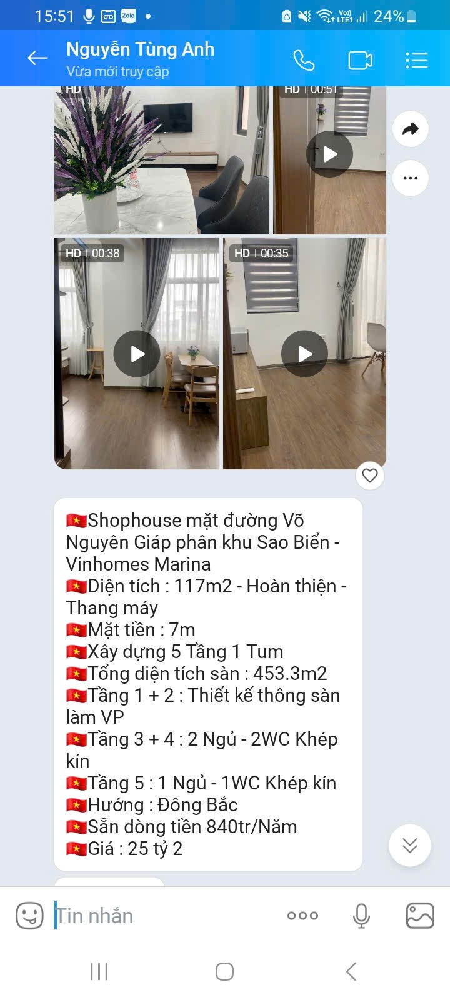 15:51
Zalo
Vo))
LTE1
24%
Nguyễn Tùng Anh
Vừa mới truy cập
HD
HD | 00:51
HD | 00:38
HD | 00:35
🇻🇳Shophouse mặt đường Võ
Nguyên Giáp phân khu Sao Biển -
Vinhomes Marina
🇻🇳Diện tích : 117m2 - Hoàn thiện -
Thang máy
🇻🇳Mặt tiền : 7m
🇻🇳Xây dựng 5 Tầng 1 Tum
🇻🇳Tổng diện tích sàn : 453.3m2
🇻🇳Tầng 1 + 2 : Thiết kế thông sàn
làm VP
🇻🇳Tầng 3 + 4 : 2 Ngủ - 2WC Khép
kín
🇻🇳Tầng 5 : 1 Ngủ - 1WC Khép kín
🇻🇳Hướng : Đông Bắc
🇻🇳Sẵn dòng tiền 840tr/Năm
🇻🇳Giá : 25 tỷ 2
Tin nhắn